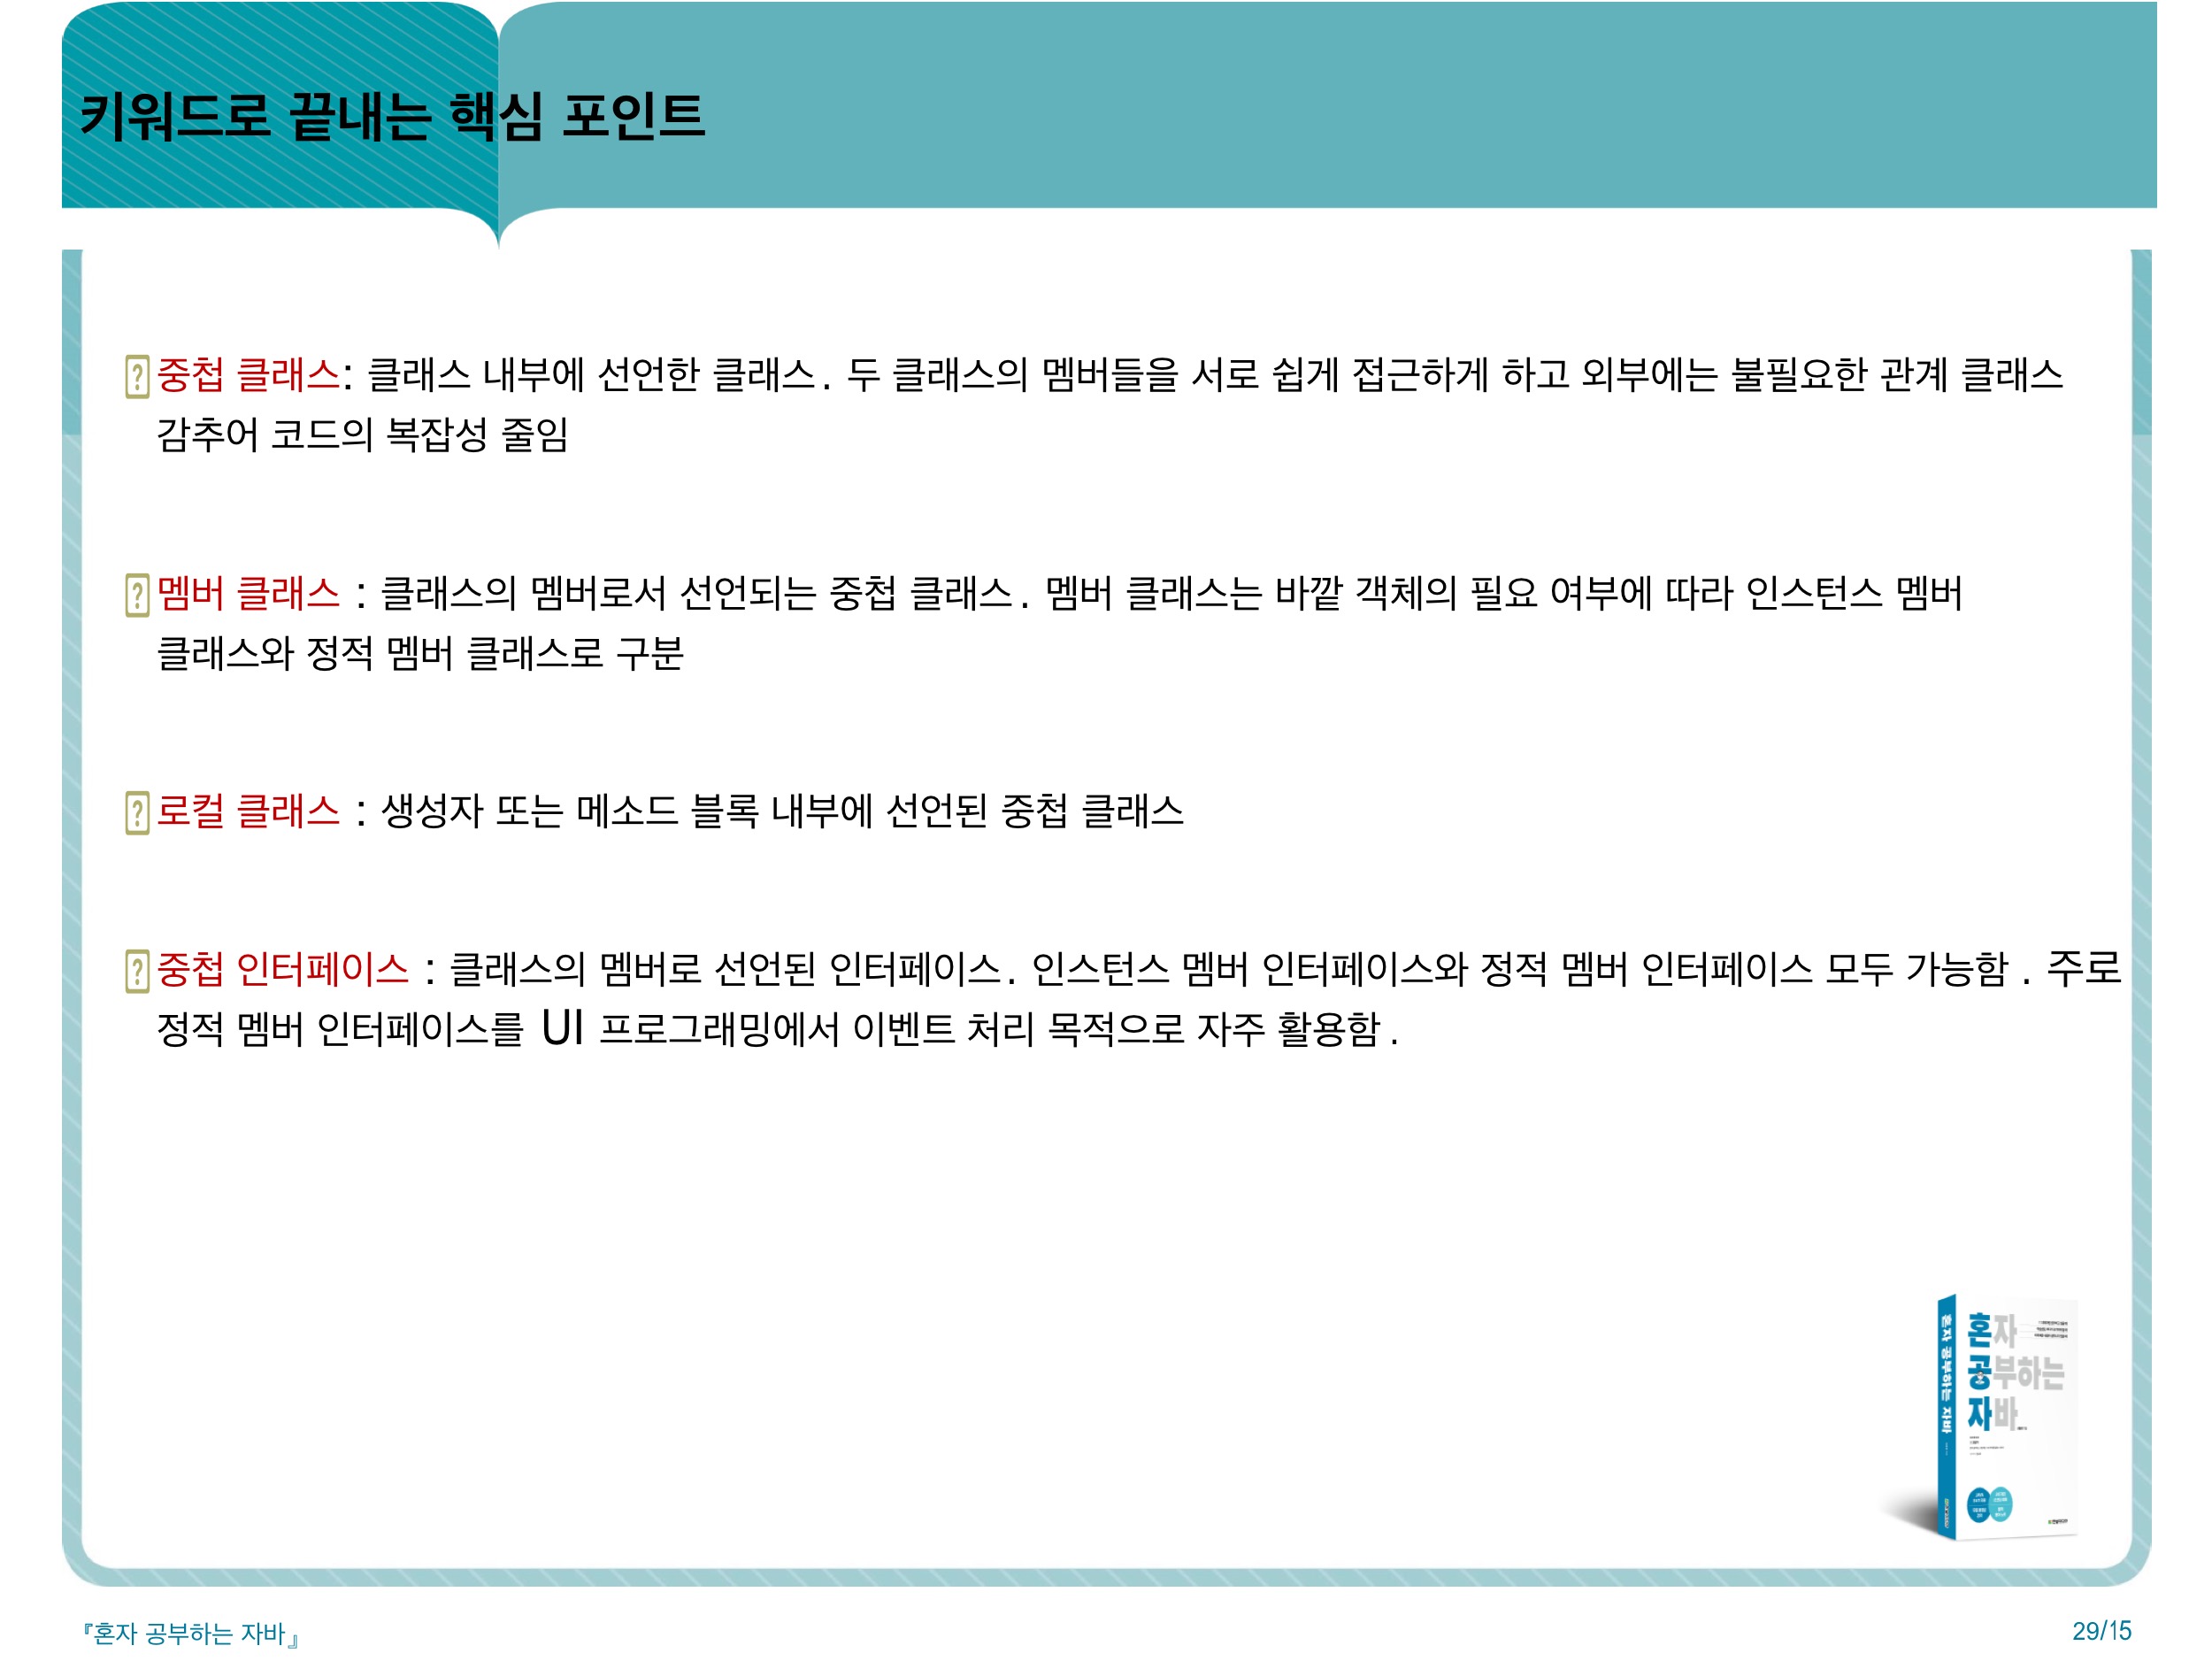 키워드로 끝내는 핵심 포인트
중첩 클래스: 클래스 내부에 선언한 클래스. 두 클래스의 멤버들을 서로 쉽게 접근하게 하고 외부에는 불필요한 관계 클래스
감추어 코드의 복잡성 줄임
멤버 클래스 : 클래스의 멤버로서 선언되는 중첩 클래스. 멤버 클래스는 바깥 객체의 필요 여부에 따라 인스턴스 멤버
클래스와 정적 멤버 클래스로 구분
로컬 클래스 : 생성자 또는 메소드 블록 내부에 선언된 중첩 클래스
중첩 인터페이스 : 클래스의 멤버로 선언된 인터페이스. 인스턴스 멤버 인터페이스와 정적 멤버 인터페이스 모두 가능함 . 주로
정적 멤버 인터페이스를 UI 프로그래밍에서 이벤트 처리 목적으로 자주 활용함 .
혼자 공부하는 자바
혼자
공부하는
자바
『혼자 공부하는 자바』
29/15